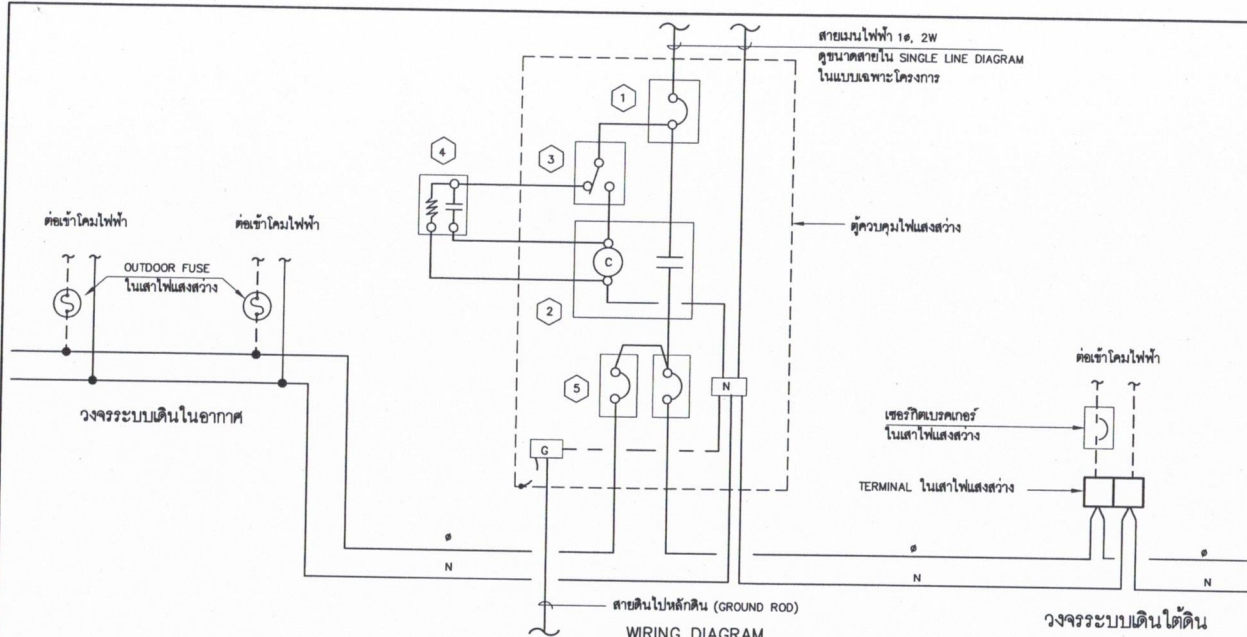 สายเมนไฟฟ้า 1ø, 2W
ดูขนาดสายใน SINGLE LINE DIAGRAM
ในแบบเฉพาะโครงการ
1
4
3
ต่อเข้าโคมไฟฟ้า
ต่อเข้าโคมไฟฟ้า
ตู้ควบคุมไฟแสงสว่าง
OUTDOOR FUSE
ในเสาไฟแสงสว่าง
C
2
ต่อเข้าโคมไฟฟ้า
5
N
วงจรระบบเดินในอากาศ
เซอร์กิตเบรคเกอร์
ในเสาไฟแสงสว่าง
G
TERMINAL ในเสาไฟแสงสว่าง
ø
ø
ø
N
N
N
สายดินไปหลักดิน (GROUND ROD)
วงจรระบบเดินใต้ดิน
WIRING DIAGRAM